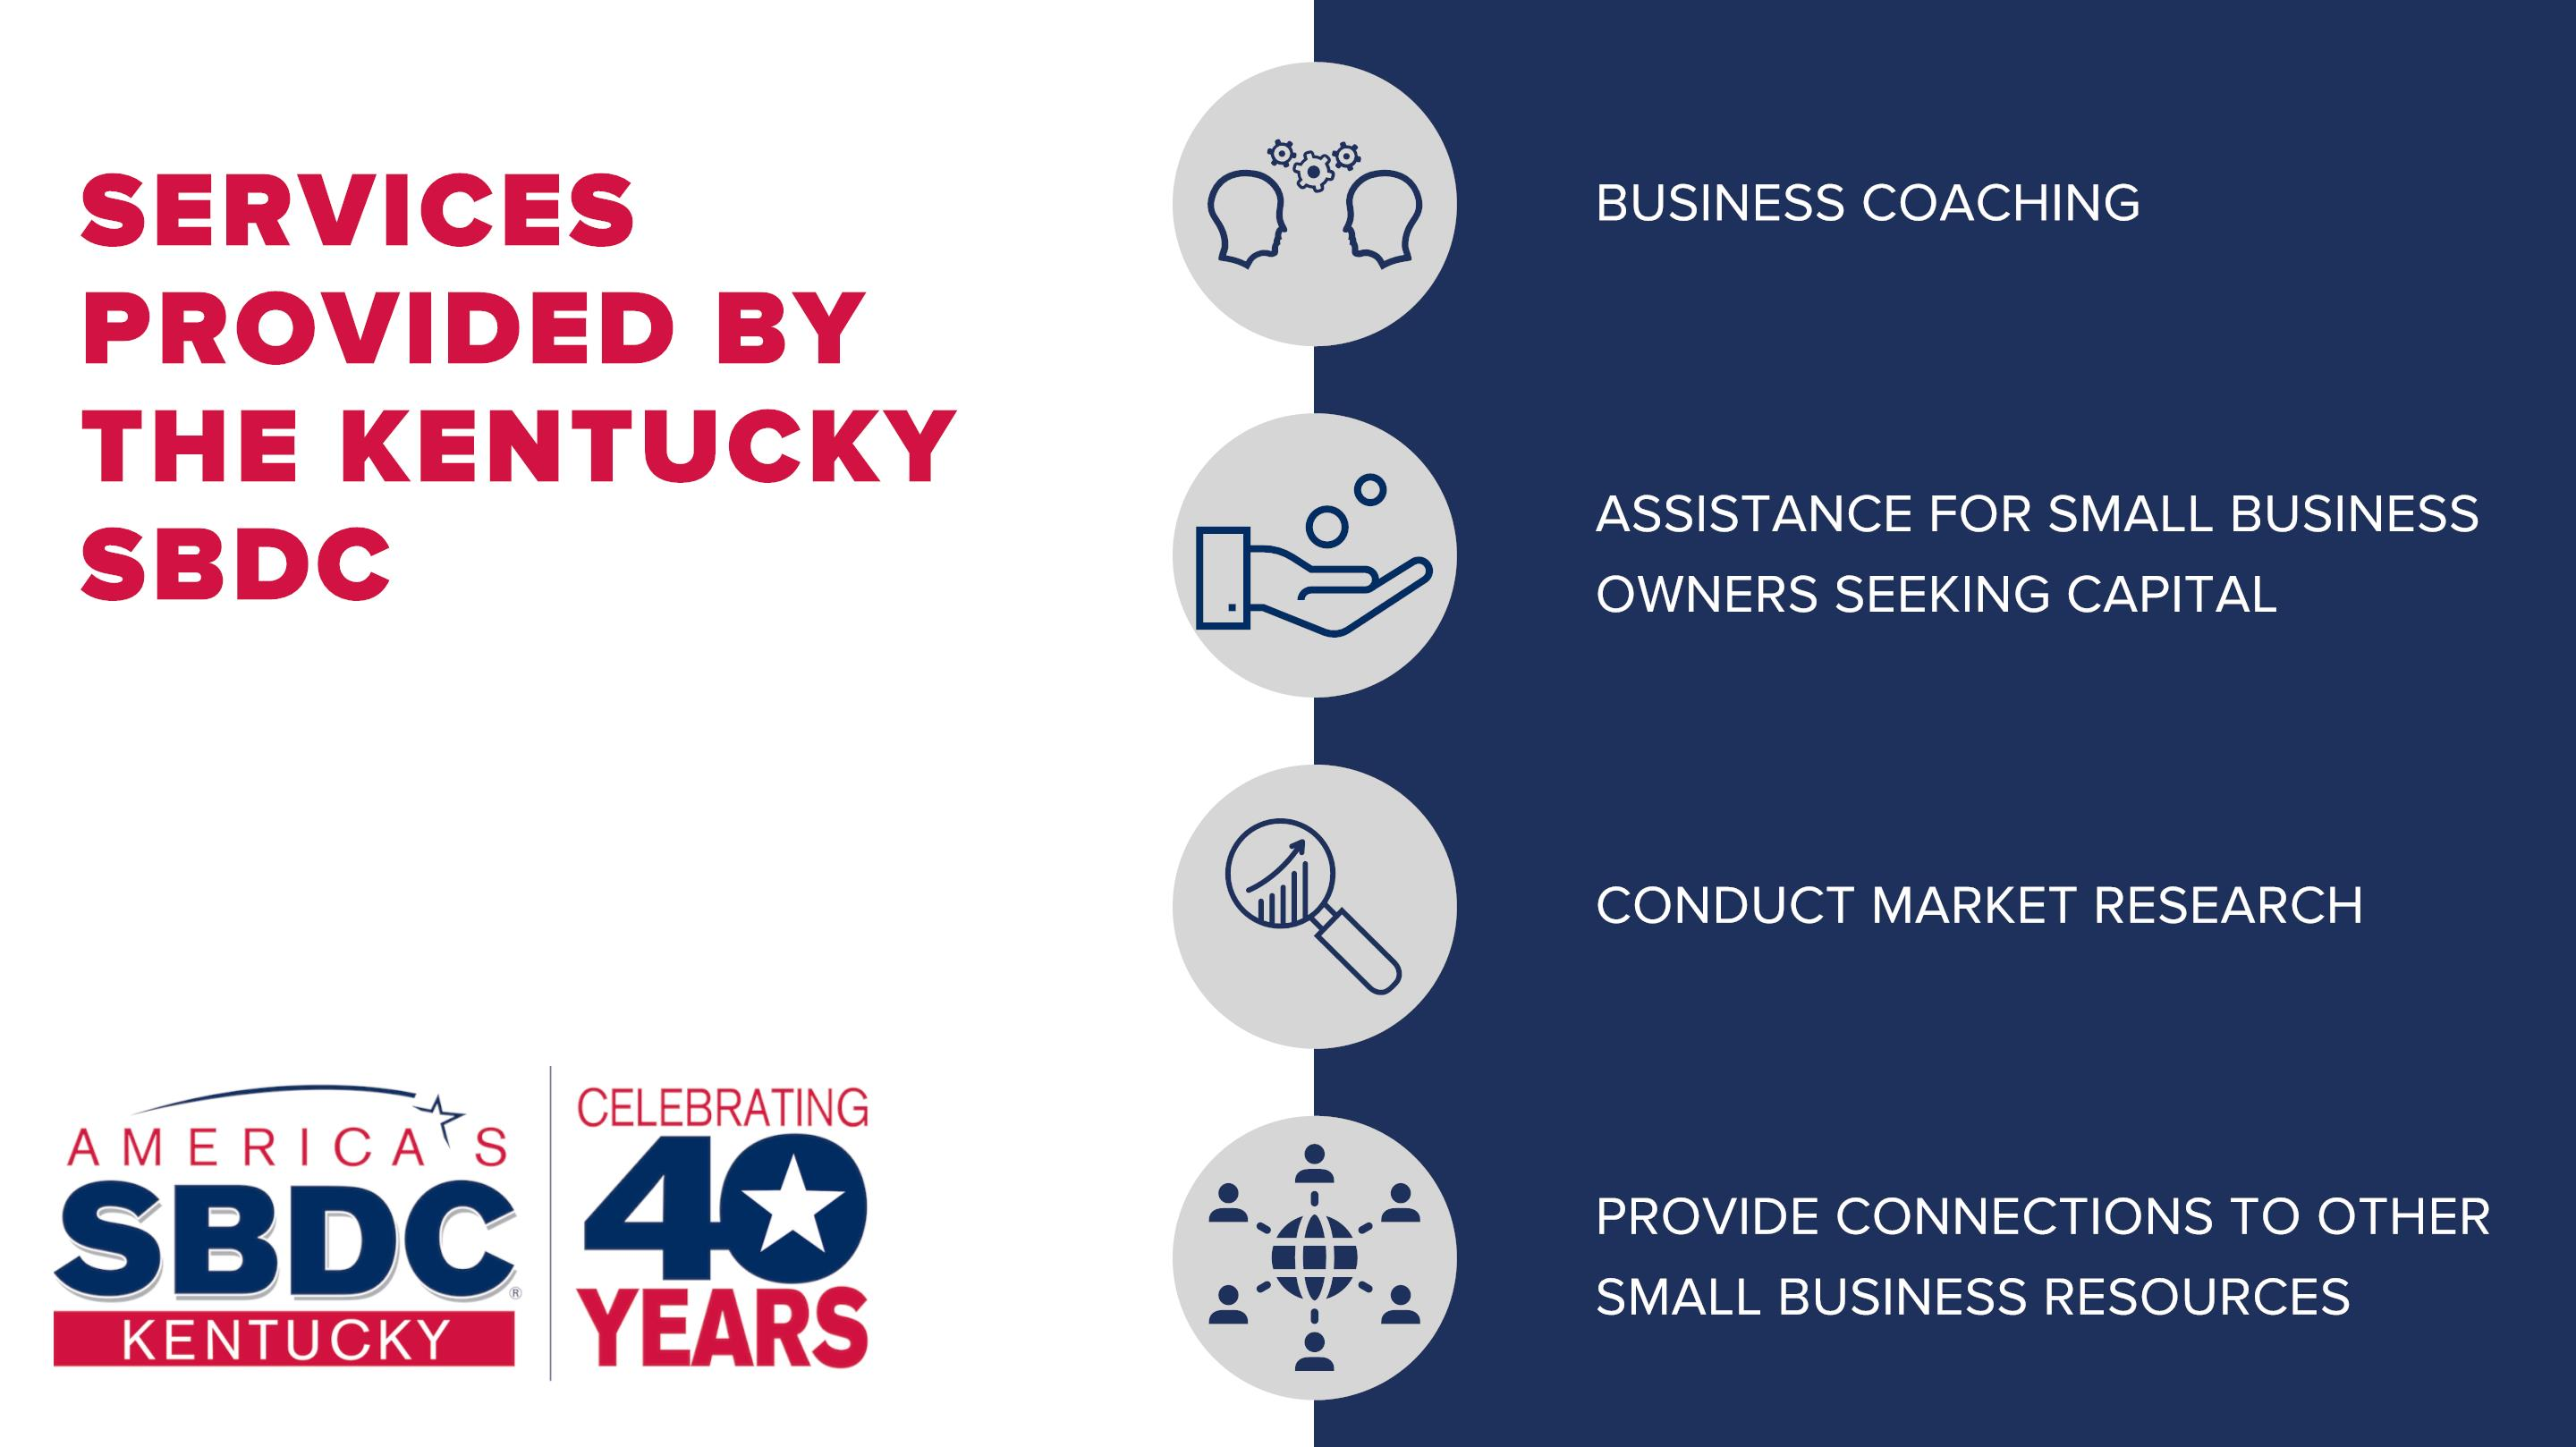 SERVICES
PROVIDED BY
THE KENTUCKY
SBDC
BUSINESS COACHING
ASSISTANCE FOR SMALL BUSINESS
OWNERS SEEKING CAPITAL
CONDUCT MARKET RESEARCH
PROVIDE CONNECTIONS TO OTHER
SMALL BUSINESS RESOURCES
AMERICA'S
SBDC®
KENTUCKY
CELEBRATING
40
YEARS